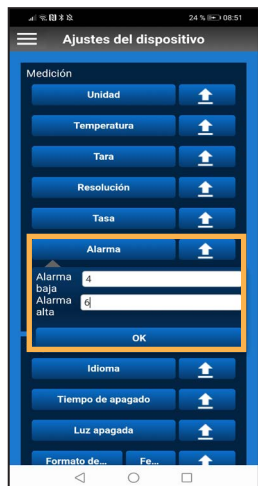 24 % 08:51
Ajustes del dispositivo
Medición
Unidad
Temperatura
Tara
Resolución
Tasa
Alarma
Alarma baja
4
Alarma alta
6
OK
Idioma
Tiempo de apagado
Luz apagada
Formato de... Fe...